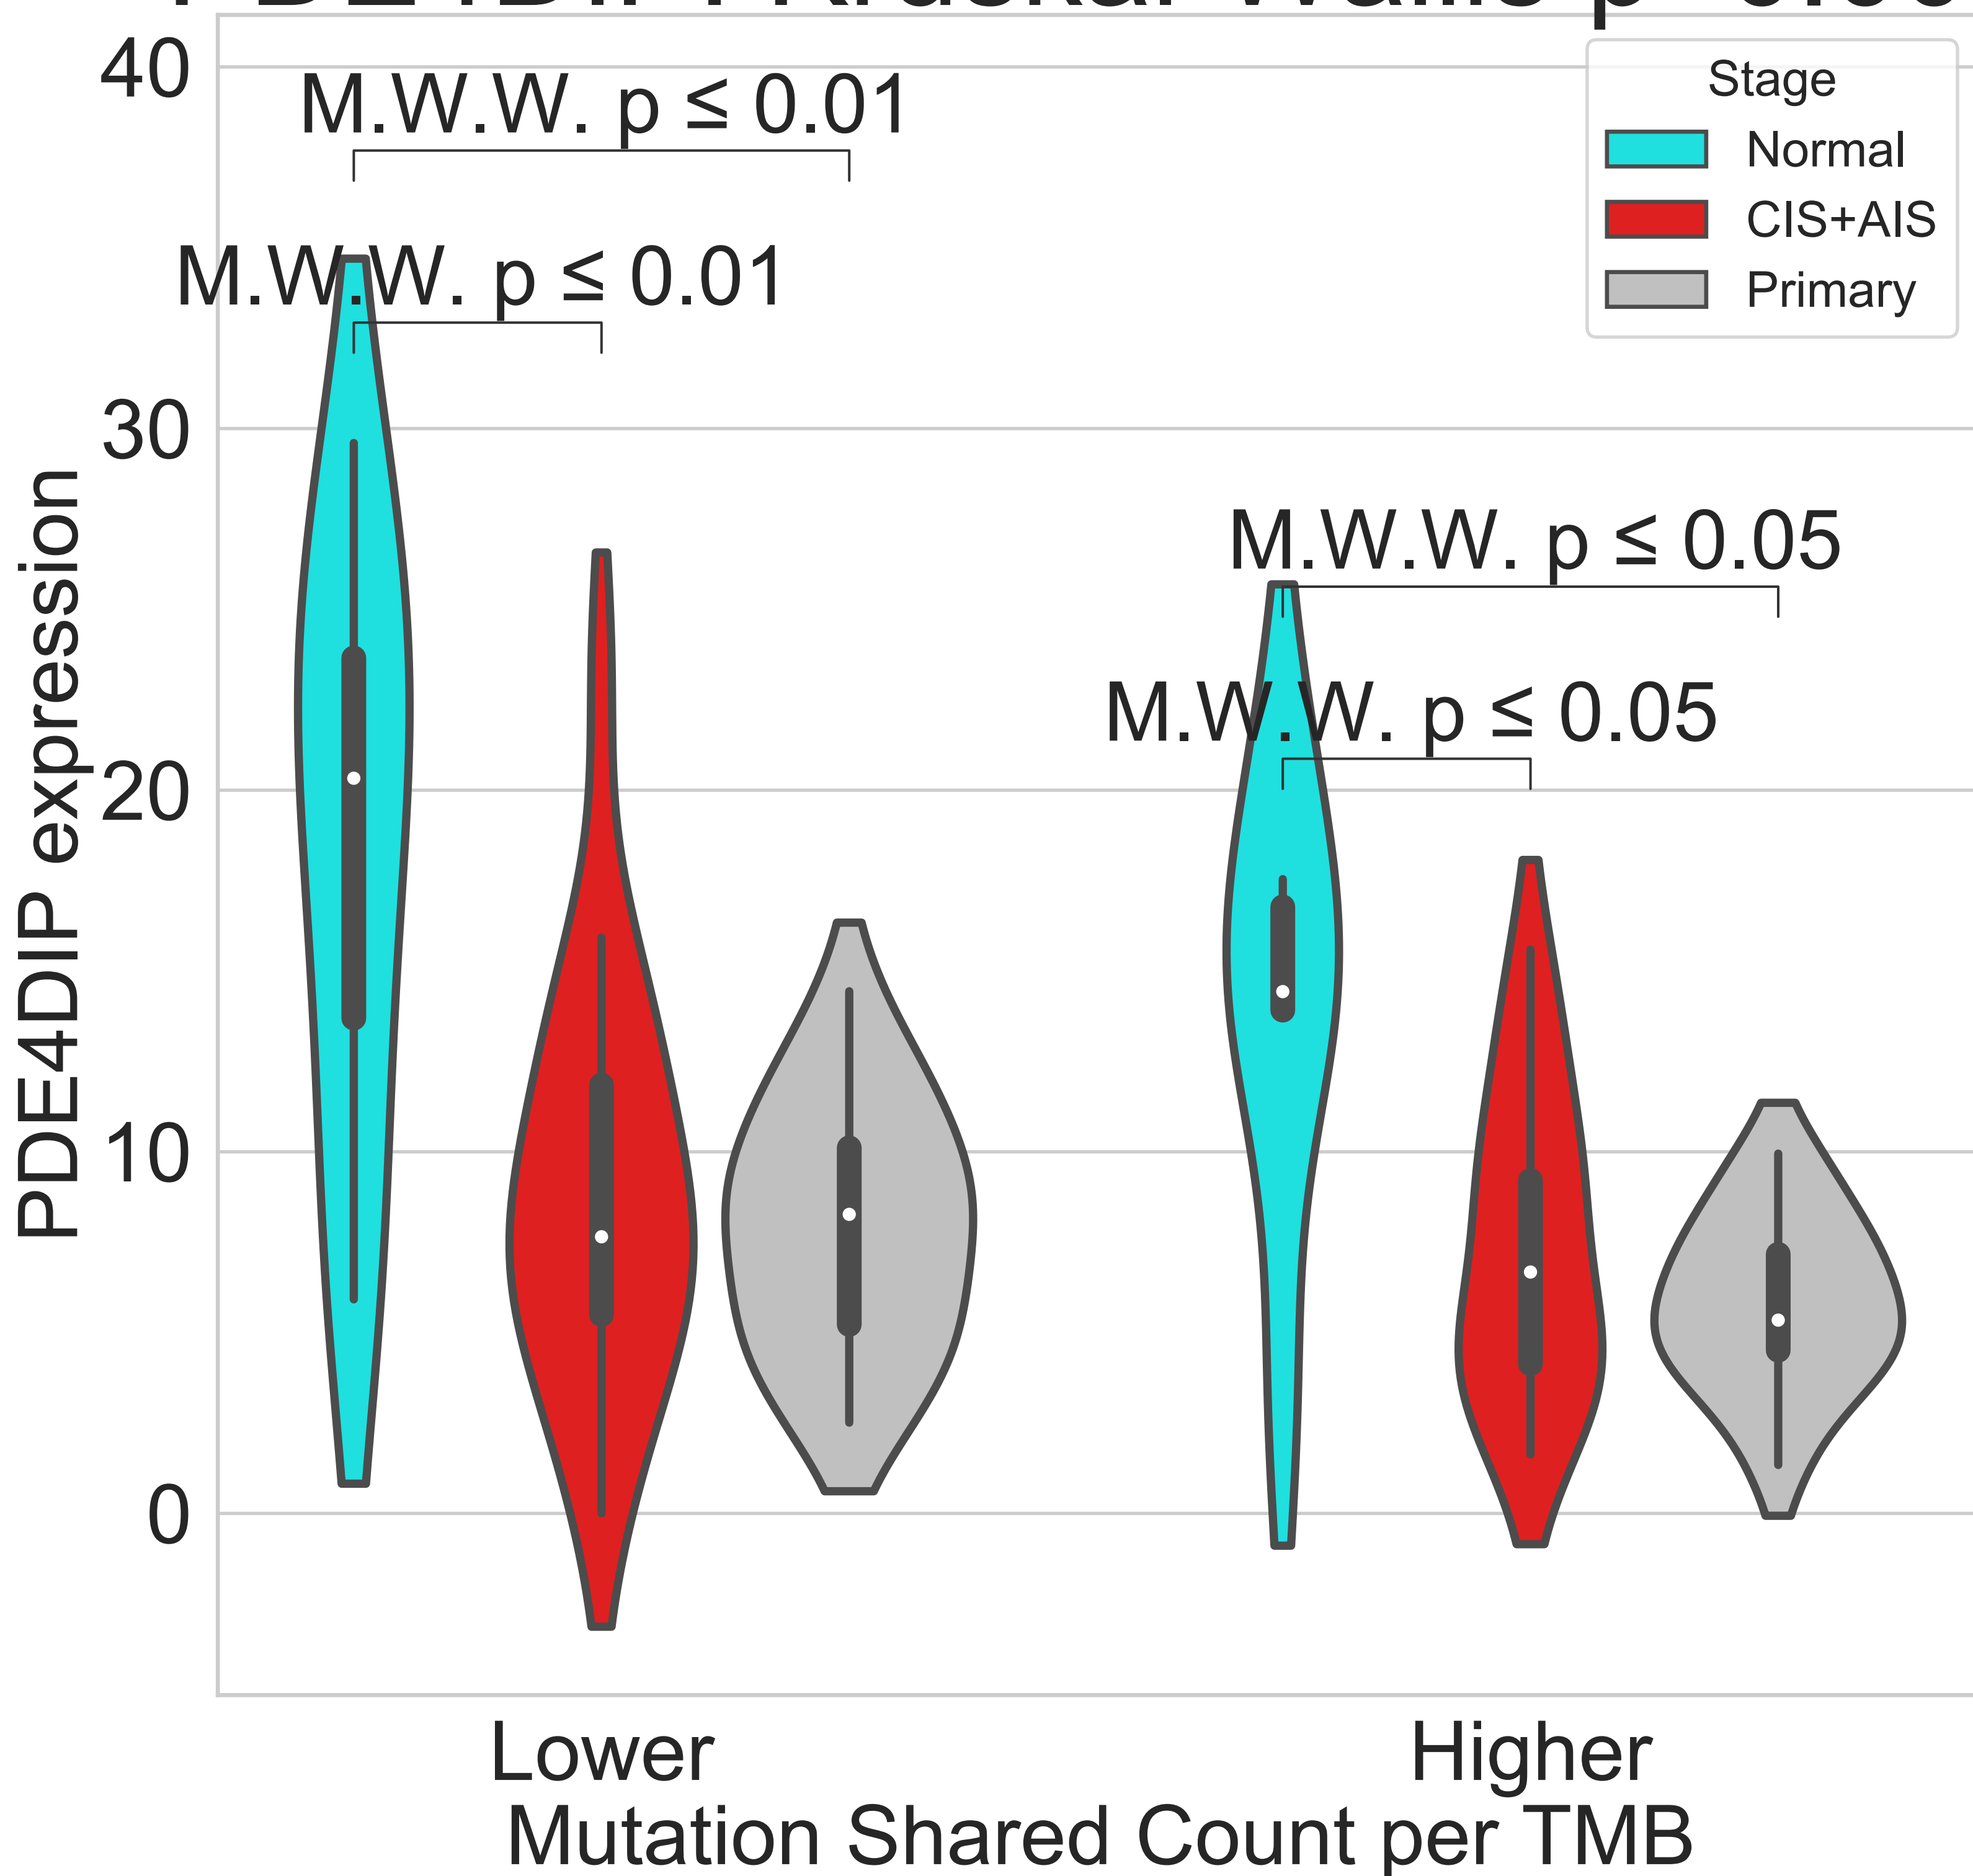 40
M.W.W. p ≤ 0.01
Stage
Normal
CIS+AIS
Primary
M.W.W. p ≤ 0.01
30
M.W.W. p ≤ 0.05
M.W.W. p ≤ 0.05
20
10
0
PDE4DIP expression
Lower
Higher
Mutation Shared Count per TMB